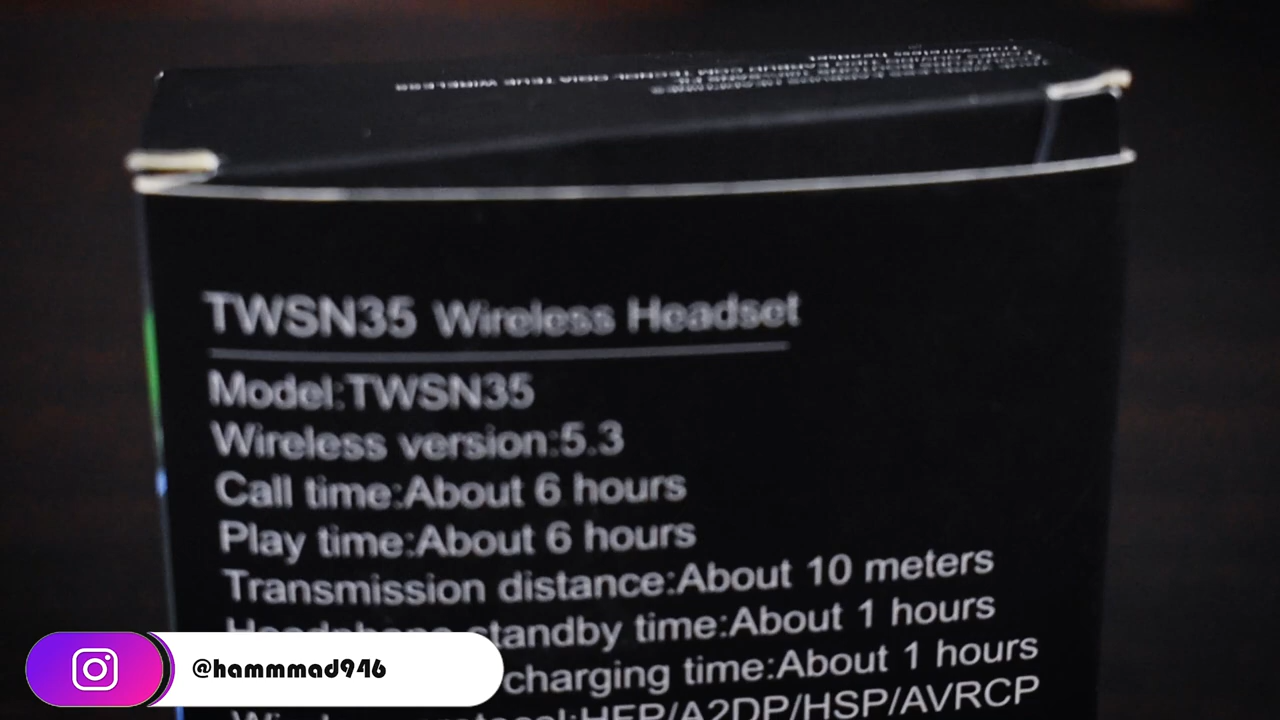 TWSN35 Wireless Headset
Model:TWSN35
Wireless version:5.3
Call time:About 6 hours
Play time:About 6 hours
Transmission distance:About 10 meters
standby time:About 1 hours
charging time:About 1 hours
HFP/A2DP/HSP/AVRCP
@hammmad946